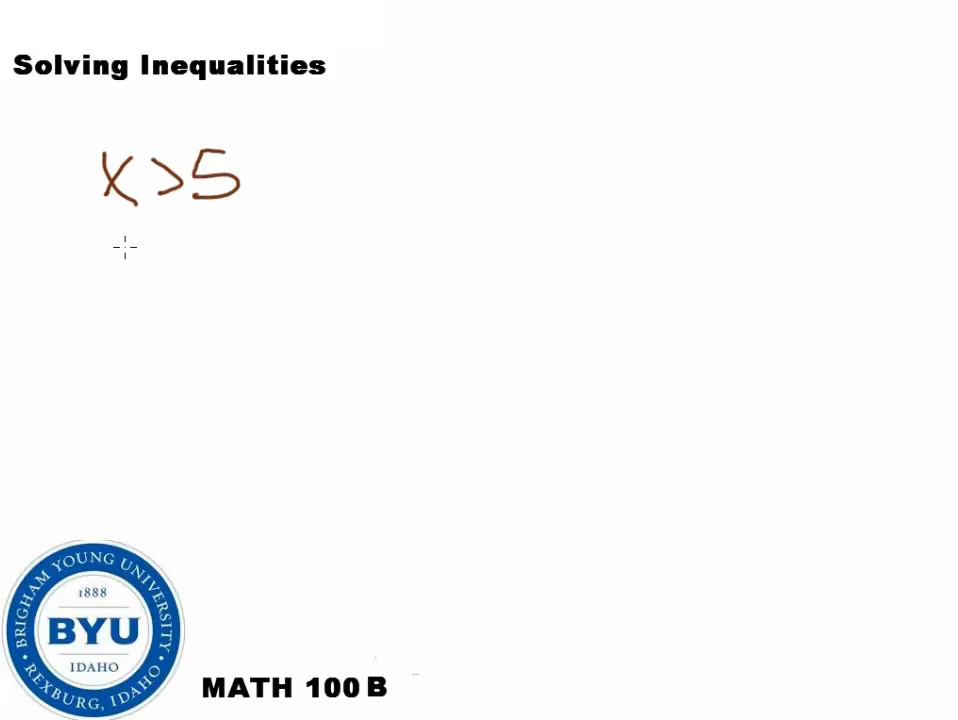 Solving Inequalities
x > 5
BRIGHAM YOUNG UNIVERSITY
1888
BYU
IDAHO
• REXBURG, IDAHO •
MATH 100 B